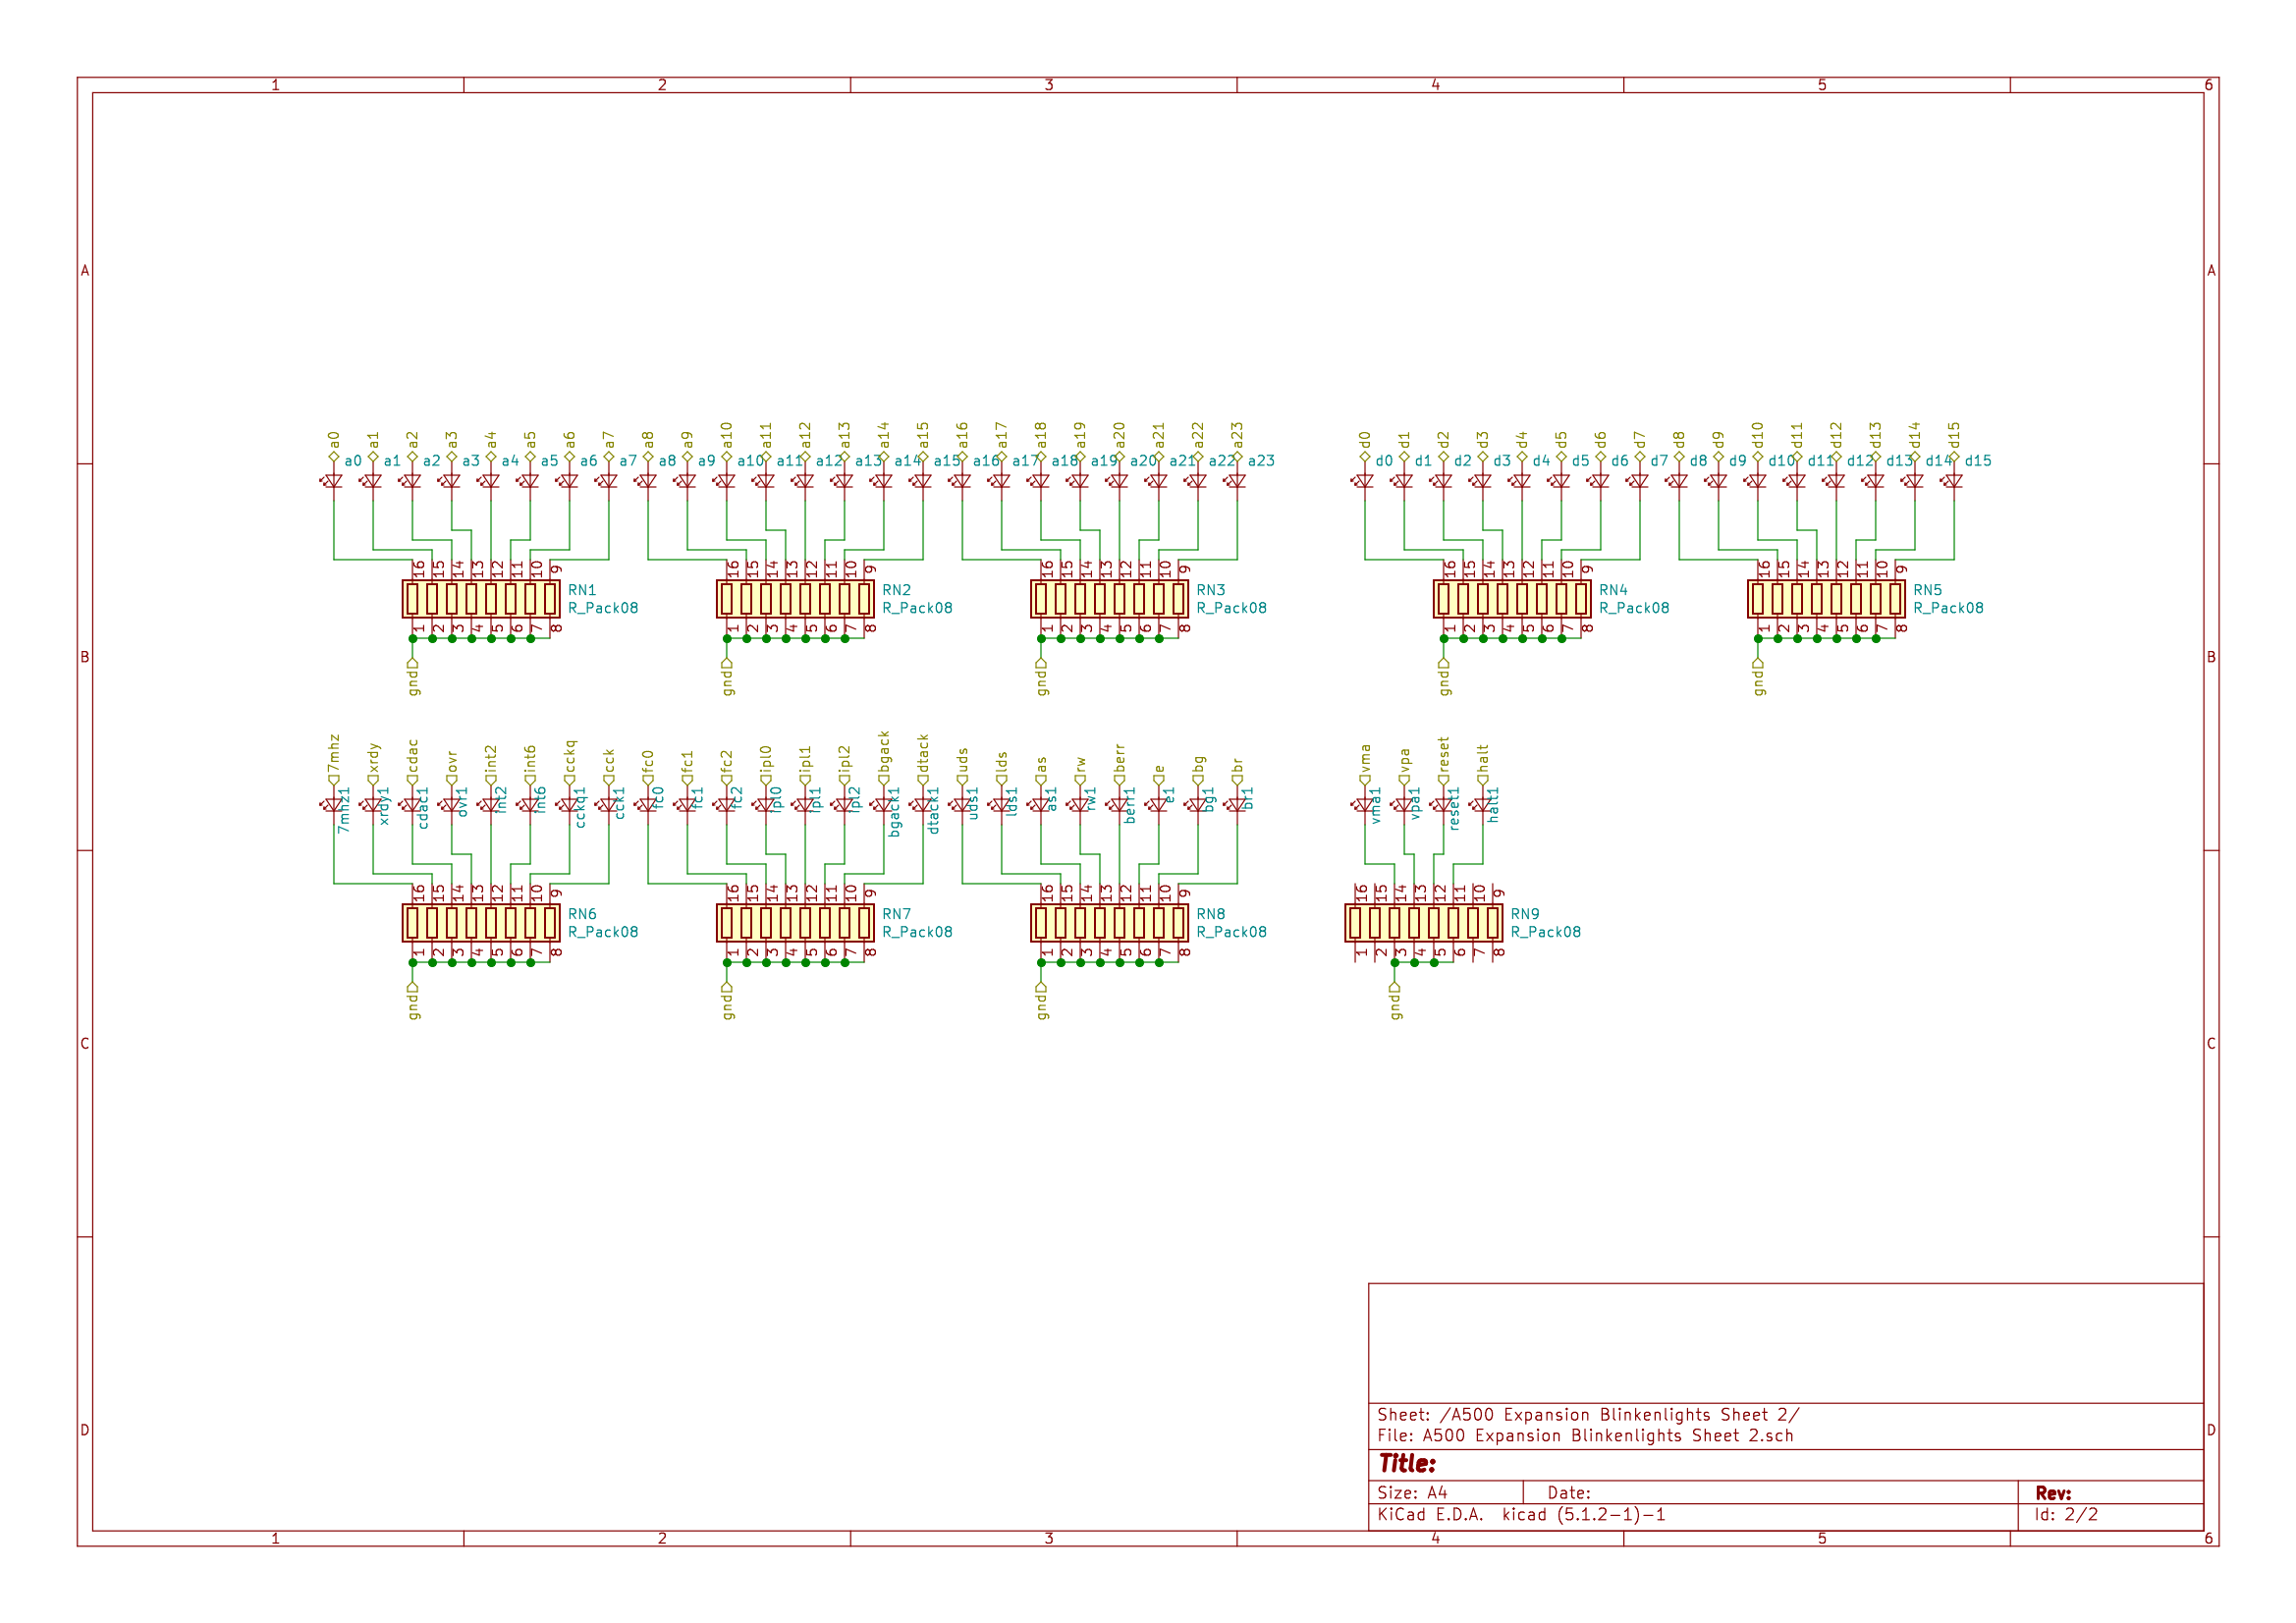 1 2 3 4 5 6
A A
a0 a1 a2 a3 a4 a5 a6 a7 a8 a9 a10 a11 a12 a13 a14 a15 a16 a17 a18 a19 a20 a21 a22 a23 d0 d1 d2 d3 d4 d5 d6 d7 d8 d9 d10 d11 d12 d13 d14 d15
a0 a1 a2 a3 a4 a5 a6 a7 a8 a9 a10 a11 a12 a13 a14 a15 a16 a17 a18 a19 a20 a21 a22 a23 d0 d1 d2 d3 d4 d5 d6 d7 d8 d9 d10 d11 d12 d13 d14 d15
16 15 14 13 12 11 10 9 16 15 14 13 12 11 10 9 16 15 14 13 12 11 10 9 16 15 14 13 12 11 10 9 16 15 14 13 12 11 10 9
RN1 RN2 RN3 RN4 RN5
R_Pack08 R_Pack08 R_Pack08 R_Pack08 R_Pack08
1 2 3 4 5 6 7 8 1 2 3 4 5 6 7 8 1 2 3 4 5 6 7 8 1 2 3 4 5 6 7 8 1 2 3 4 5 6 7 8
B B
gnd gnd gnd gnd gnd
7mhz xrdy cdac ovr int2 int6 cckq cck fc0 fc1 fc2 ipl0 ipl1 ipl2 bgack dtack uds lds as rw berr e bg br vma vpa reset halt
7mhz1 xrdy1 cdac1 ovr1 int2 int6 cckq1 cck1 fc0 fc1 fc2 ipl0 ipl1 ipl2 bgack1 dtack1 uds1 lds1 as1 rw1 berr1 e1 bg1 br1 vma1 vpa1 reset1 halt1
16 15 14 13 12 11 10 9 16 15 14 13 12 11 10 9 16 15 14 13 12 11 10 9 16 15 14 13 12 11 10 9
RN6 RN7 RN8 RN9
R_Pack08 R_Pack08 R_Pack08 R_Pack08
1 2 3 4 5 6 7 8 1 2 3 4 5 6 7 8 1 2 3 4 5 6 7 8 1 2 3 4 5 6 7 8
gnd gnd gnd gnd
C C
Sheet: /A500 Expansion Blinkenlights Sheet 2/
File: A500 Expansion Blinkenlights Sheet 2.sch
D D
Title:
Size: A4 Date: Rev:
KiCad E.D.A. kicad (5.1.2-1)-1 Id: 2/2
1 2 3 4 5 6